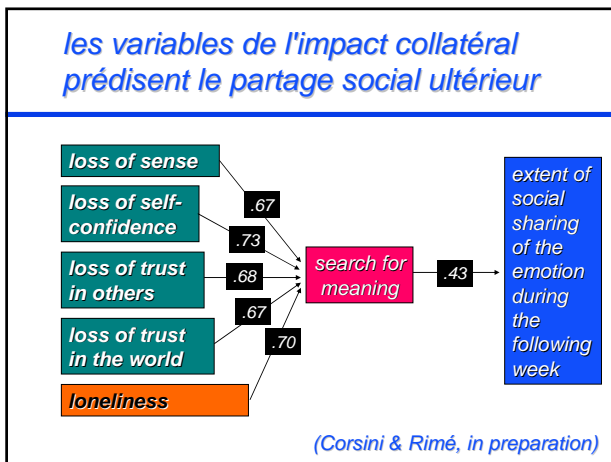 les variables de l'impact collatéral
prédisent le partage social ultérieur
loss of sense
loss of self-
confidence
loss of trust
in others
loss of trust
in the world
loneliness
.67
.73
.68
.67
.70
search for
meaning
.43
extent of
social
sharing
of the
emotion
during
the
following
week
(Corsini & Rimé, in preparation)